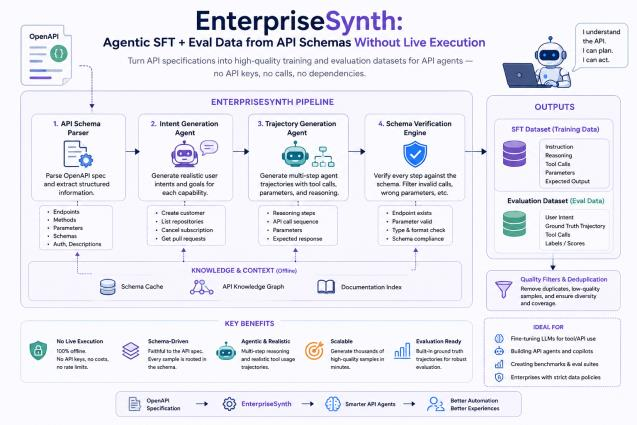 EnterpriseSynth:
Agentic SFT + Eval Data from API Schemas Without Live Execution
Turn API specifications into high-quality training and evaluation datasets for API agents —
no API keys, no calls, no dependencies.
OpenAPI
{}
I understand
the API.
I can plan.
I can act.
ENTERPRISESYNTH PIPELINE
1. API Schema
Parser
Parse OpenAPI spec
and extract structured
information.
• Endpoints
• Methods
• Parameters
• Schemas
• Auth, Descriptions
2. Intent Generation
Agent
Generate realistic user
intents and goals for
each capability.
• Create customer
• List repositories
• Cancel subscription
• Get pull requests
3. Trajectory Generation
Agent
Generate multi-step agent
trajectories with tool calls,
parameters, and reasoning.
• Reasoning steps
• API call sequence
• Parameters
• Expected response
4. Schema Verification
Engine
Verify every step against the
schema. Filter invalid calls,
wrong parameters, etc.
• Endpoint exists
• Parameter valid
• Type & format check
• Schema compliance
KNOWLEDGE & CONTEXT (Offline)
Schema Cache
API Knowledge Graph
Documentation Index
OUTPUTS
SFT Dataset (Training Data)
Instruction
Reasoning
Tool Calls
Parameters
Expected Output
Evaluation Dataset (Eval Data)
User Intent
Ground Truth Trajectory
Tool Calls
Labels / Scores
Quality Filters & Deduplication
Remove duplicates, low-quality
samples, and ensure diversity
and coverage.
KEY BENEFITS
No Live Execution
100% offline.
No API keys, no costs,
no rate limits.
Schema-Driven
Faithful to the API spec.
Every sample is rooted in
the schema.
Agentic & Realistic
Multi-step reasoning
and realistic tool usage
trajectories.
Scalable
Generate thousands of
high-quality samples in
minutes.
Evaluation Ready
Built-in ground truth
trajectories for robust
evaluation.
IDEAL FOR
Fine-tuning LLMs for tool/API use
Building API agents and copilots
Creating benchmarks & eval suites
Enterprises with strict data policies
OpenAPI
Specification
EnterpriseSynth
Smarter API Agents
Better Automation
Better Experiences